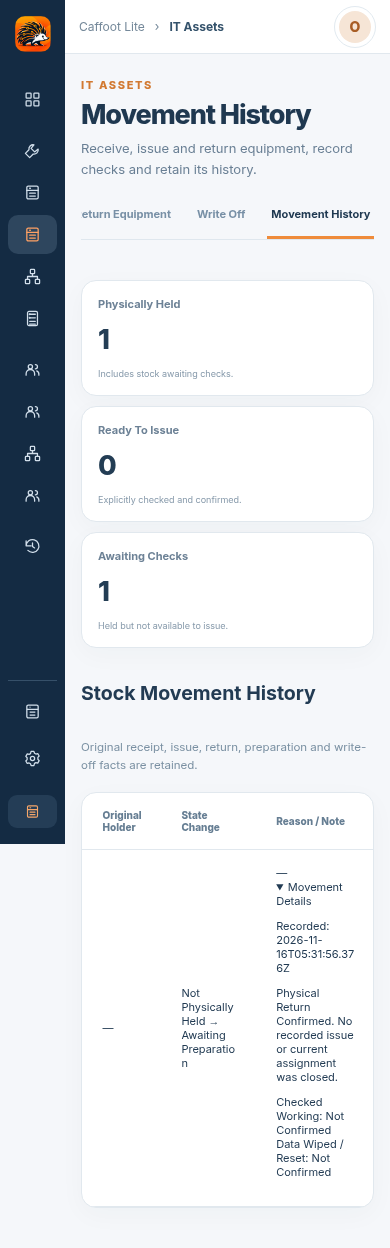 Caffoot Lite › IT Assets
O
IT ASSETS
Movement History
Receive, issue and return equipment, record
checks and retain its history.
eturn Equipment Write Off Movement History
Physically Held
1
Includes stock awaiting checks.
Ready To Issue
0
Explicitly checked and confirmed.
Awaiting Checks
1
Held but not available to issue.
Stock Movement History
Original receipt, issue, return, preparation and write-
off facts are retained.
Original
Holder
State
Change
Reason / Note
—
Not
Physically
Held →
Awaiting
Preparatio
n
—
▼ Movement
Details
Recorded:
2026-11-
16T05:31:56.37
6Z
Physical
Return
Confirmed. No
recorded issue
or current
assignment
was closed.
Checked
Working: Not
Confirmed
Data Wiped /
Reset: Not
Confirmed